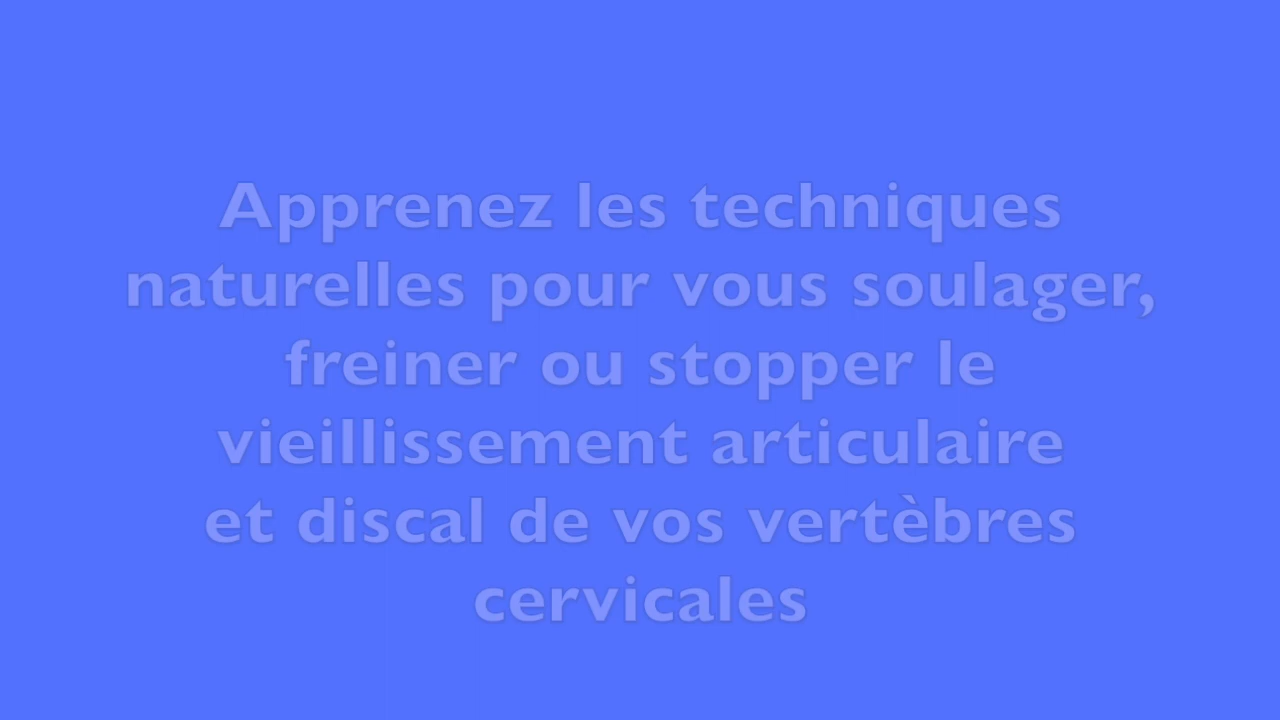 Apprenez les techniques
naturelles pour vous soulager,
freiner ou stopper le
vieillissement articulaire
et discal de vos vertèbres
cervicales